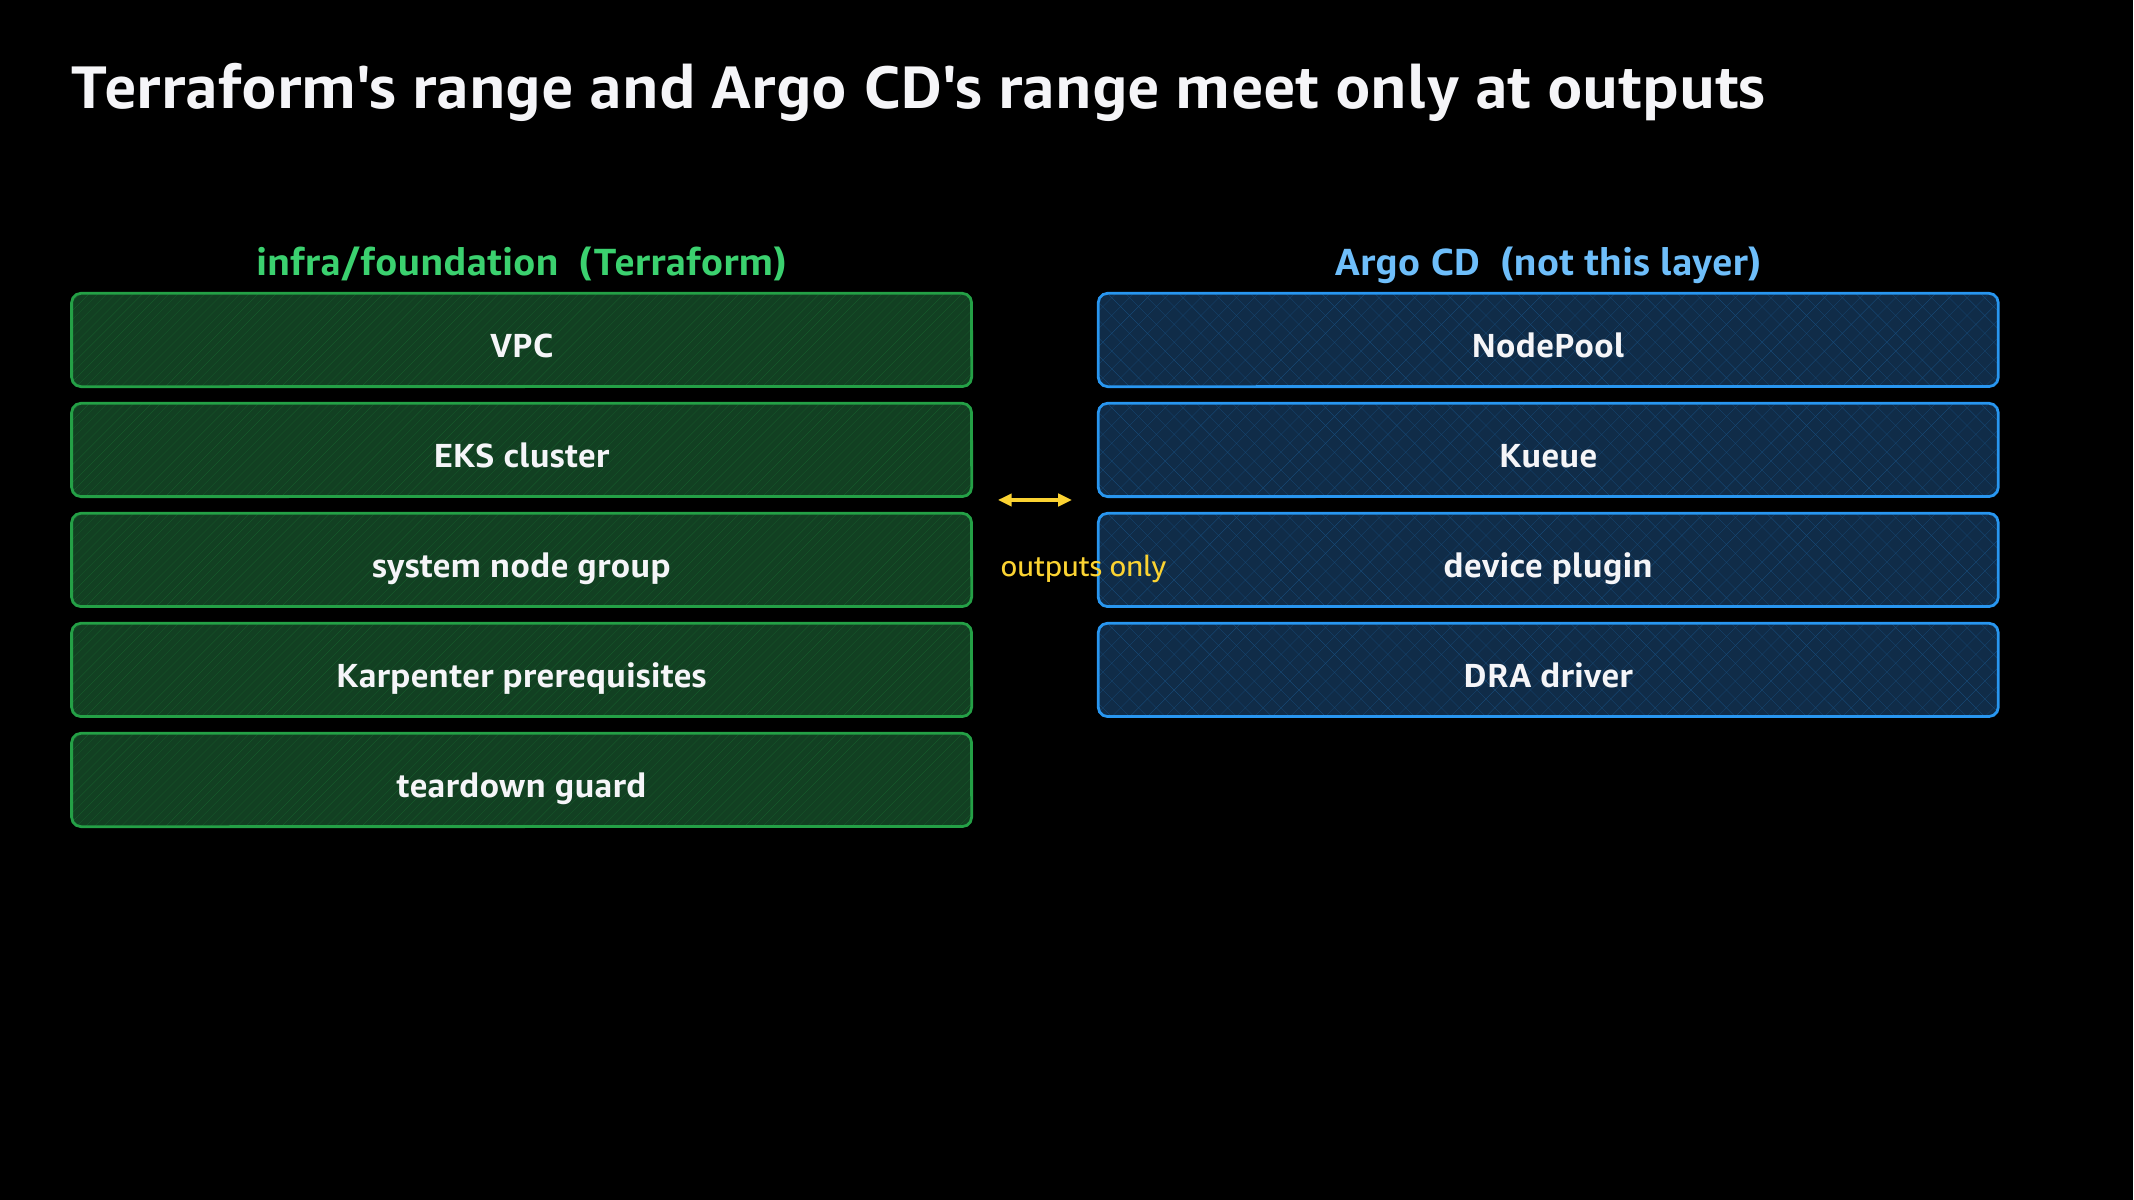 Terraform's range and Argo CD's range meet only at outputs
infra/foundation (Terraform)
VPC
EKS cluster
system node group
Karpenter prerequisites
teardown guard
outputs only
Argo CD (not this layer)
NodePool
Kueue
device plugin
DRA driver